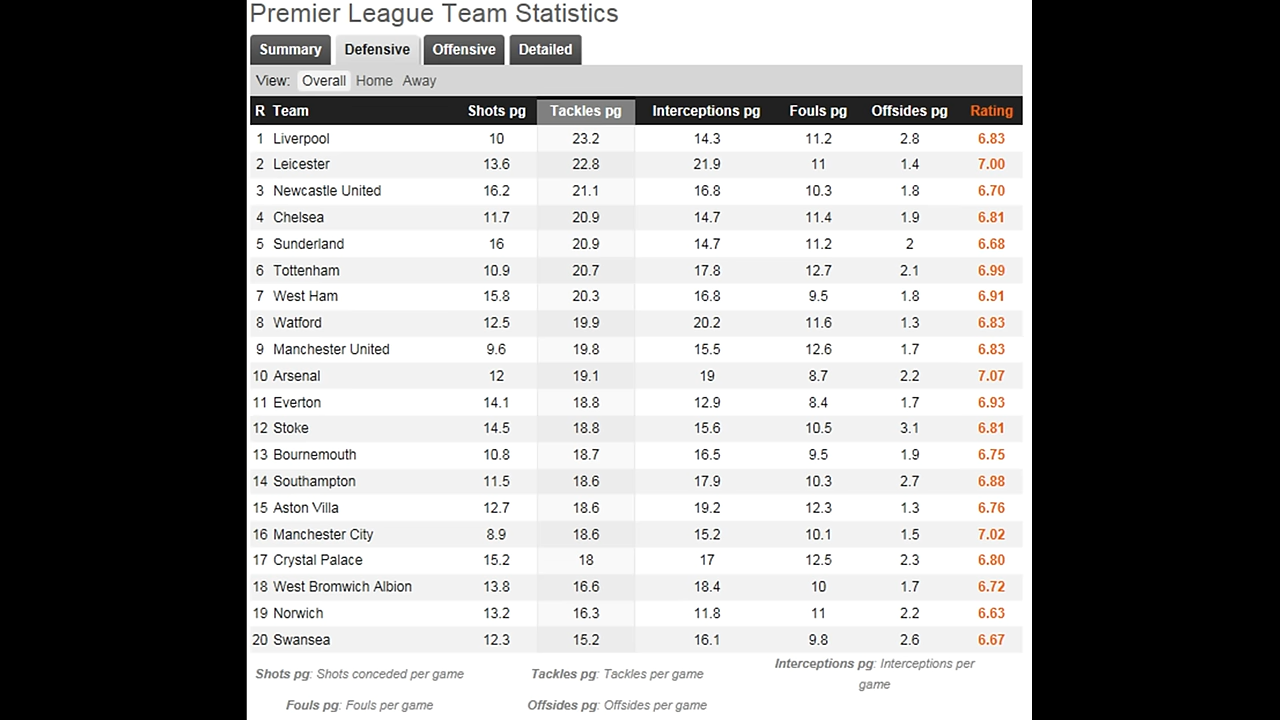 Premier League Team Statistics
Summary Defensive Offensive Detailed
View: Overall Home Away
R Team Shots pg Tackles pg Interceptions pg Fouls pg Offsides pg Rating
1 Liverpool 10 23.2 14.3 11.2 2.8 6.83
2 Leicester 13.6 22.8 21.9 11 1.4 7.00
3 Newcastle United 16.2 21.1 16.8 10.3 1.8 6.70
4 Chelsea 11.7 20.9 14.7 11.4 1.9 6.81
5 Sunderland 16 20.9 14.7 11.2 2 6.68
6 Tottenham 10.9 20.7 17.8 12.7 2.1 6.99
7 West Ham 15.8 20.3 16.8 9.5 1.8 6.91
8 Watford 12.5 19.9 20.2 11.6 1.3 6.83
9 Manchester United 9.6 19.8 15.5 12.6 1.7 6.83
10 Arsenal 12 19.1 19 8.7 2.2 7.07
11 Everton 14.1 18.8 12.9 8.4 1.7 6.93
12 Stoke 14.5 18.8 15.6 10.5 3.1 6.81
13 Bournemouth 10.8 18.7 16.5 9.5 1.9 6.75
14 Southampton 11.5 18.6 17.9 10.3 2.7 6.88
15 Aston Villa 12.7 18.6 19.2 12.3 1.3 6.76
16 Manchester City 8.9 18.6 15.2 10.1 1.5 7.02
17 Crystal Palace 15.2 18 17 12.5 2.3 6.80
18 West Bromwich Albion 13.8 16.6 18.4 10 1.7 6.72
19 Norwich 13.2 16.3 11.8 11 2.2 6.63
20 Swansea 12.3 15.2 16.1 9.8 2.6 6.67
Shots pg: Shots conceded per game Tackles pg: Tackles per game Interceptions pg: Interceptions per
game
Fouls pg: Fouls per game Offsides pg: Offsides per game